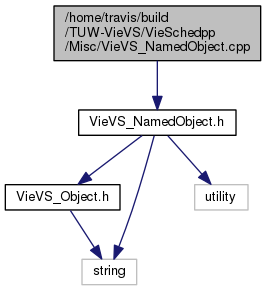 /home/travis/build
/TUW-VieVS/VieSchedpp
/Misc/VieVS_NamedObject.cpp
VieVS_NamedObject.h
VieVS_Object.h
utility
string